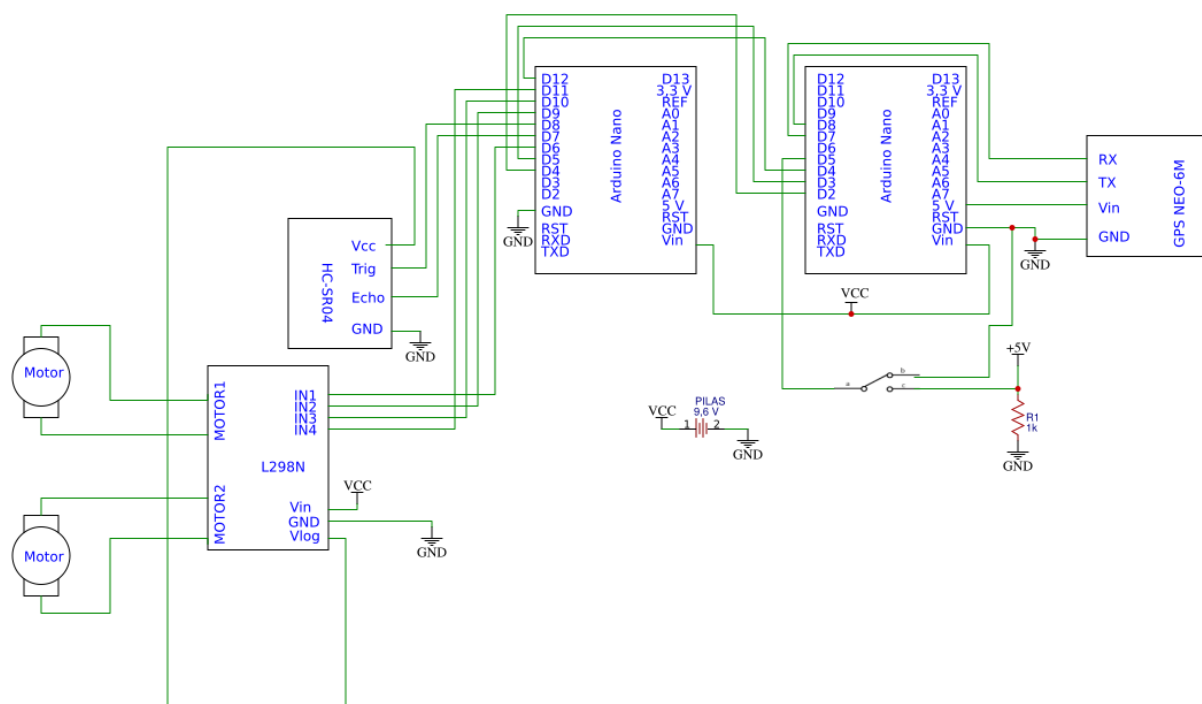 D12
D11
D10
D9
D8
D7
D6
D5
D4
D3
D2
GND
RST
RXD
TXD
Arduino Nano
D13
3,3 V
REF
A0
A1
A2
A3
A4
A5
A6
A7
5 V
RST
GND
Vin
GND
D12
D11
D10
D9
D8
D7
D6
D5
D4
D3
D2
GND
RST
RXD
TXD
Arduino Nano
D13
3,3 V
REF
A0
A1
A2
A3
A4
A5
A6
A7
5 V
RST
GND
Vin
RX
TX
Vin
GND
GPS NEO-6M
GND
VCC
HC-SR04
Vcc
Trig
Echo
GND
GND
Motor
Motor
MOTOR1
MOTOR2
L298N
IN1
IN2
IN3
IN4
Vin
GND
Vlog
VCC
GND
PILAS
9,6 V
VCC
1
2
GND
a
b
c
+5V
R1
1k
GND